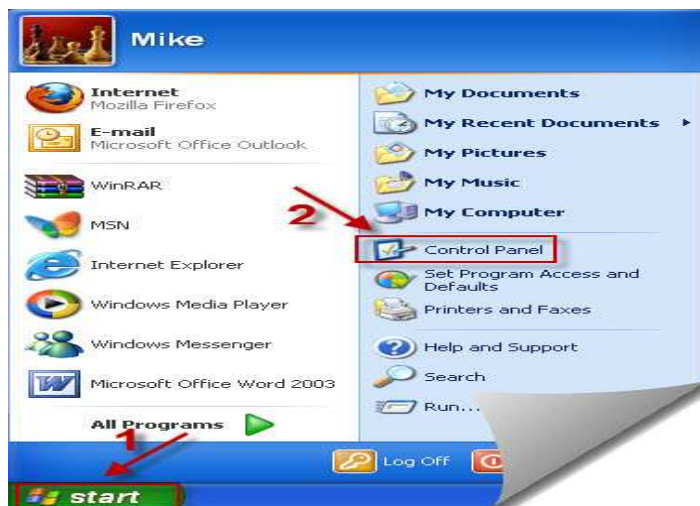 Mike
Internet
Mozilla Firefox
E-mail
Microsoft Office Outlook
WinRAR
MSN
Internet Explorer
Windows Media Player
Windows Messenger
Microsoft Office Word 2003
All Programs
My Documents
My Recent Documents
My Pictures
My Music
2
My Computer
Control Panel
Set Program Access and
Defaults
Printers and Faxes
Help and Support
Search
Run...
1
Log Off
start